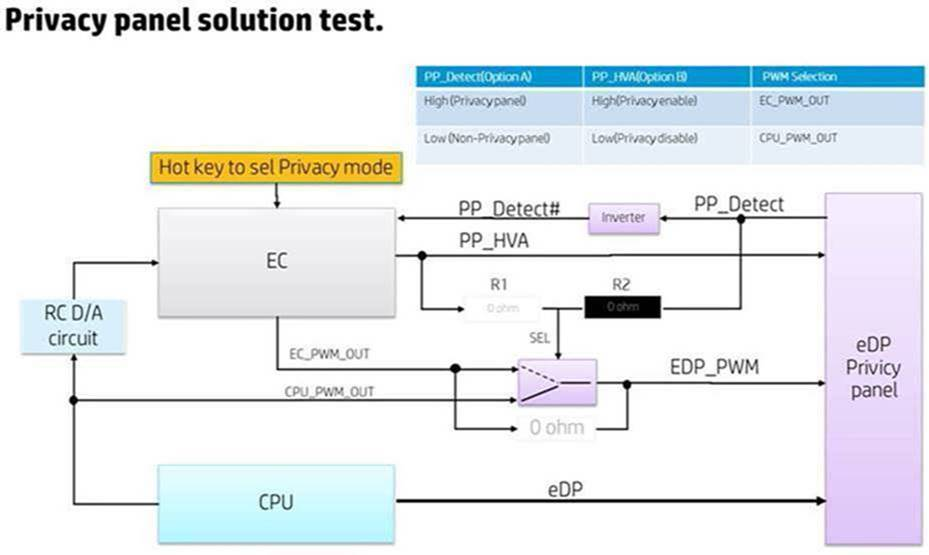 Privacy panel solution test.
PP_Detect(Option A) PP_HVA(Option B) PWM Selection
High (Privacy panel) High(Privacy enable) EC_PWM_OUT
Low (Non-Privacy panel) Low(Privacy disable) CPU_PWM_OUT
Hot key to sel Privacy mode
PP_Detect# Inverter PP_Detect
EC
PP_HVA
R1 R2
0 ohm 0 ohm
RC D/A
circuit
SEL
EC_PWM_OUT
EDP_PWM
CPU_PWM_OUT
0 ohm
eDP
Privicy
panel
CPU
eDP